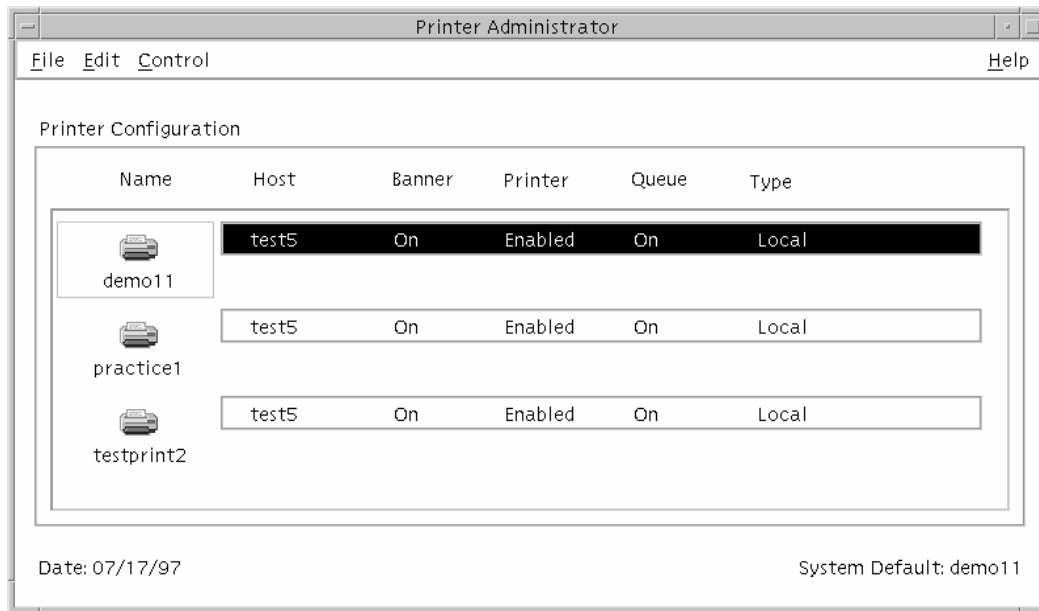 Printer Administrator
File Edit Control Help
Printer Configuration
Name Host Banner Printer Queue Type
test5 On Enabled On Local
demo11
test5 On Enabled On Local
practice1
test5 On Enabled On Local
testprint2
Date: 07/17/97 System Default: demo11